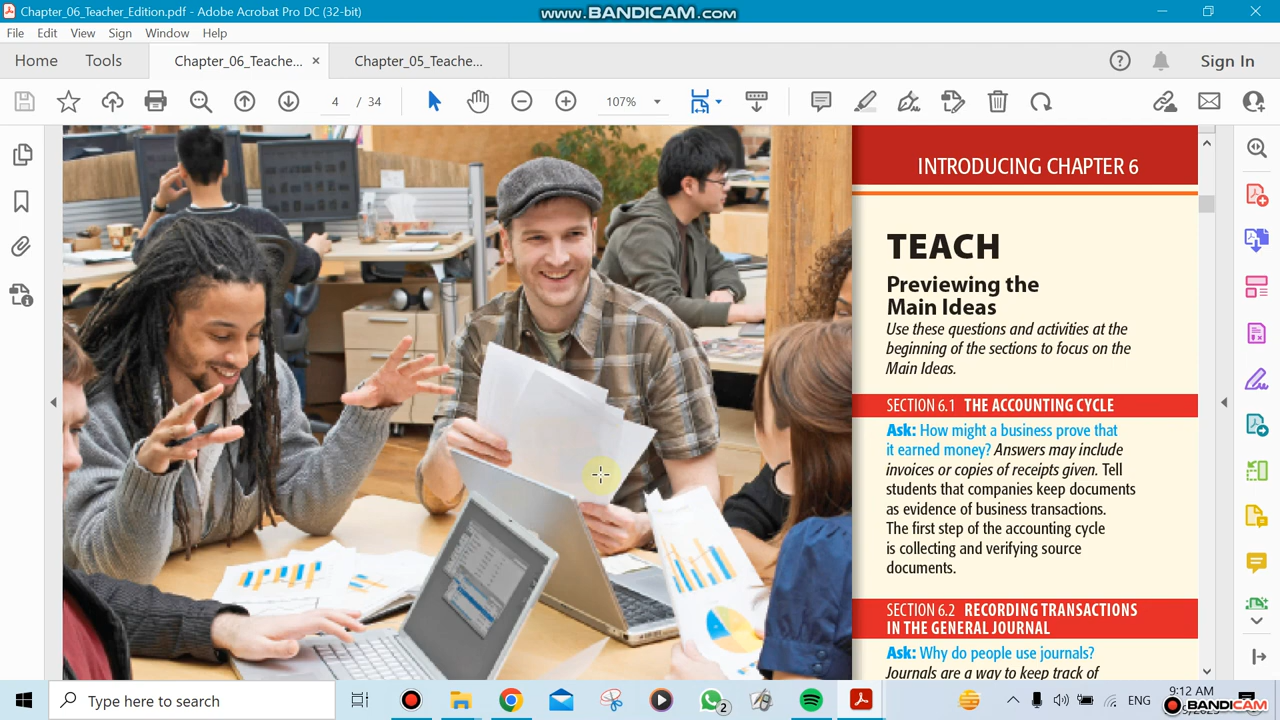 Chapter_06_Teacher_Edition.pdf - Adobe Acrobat Pro DC (32-bit)
www.BANDICAM.com
File Edit View Sign Window Help
Home Tools Chapter_06_Teache... × Chapter_05_Teache... Sign In
4 / 34 107%
INTRODUCING CHAPTER 6
TEACH
Previewing the
Main Ideas
Use these questions and activities at the
beginning of the sections to focus on the
Main Ideas.
SECTION 6.1 THE ACCOUNTING CYCLE
Ask: How might a business prove that
it earned money? Answers may include
invoices or copies of receipts given. Tell
students that companies keep documents
as evidence of business transactions.
The first step of the accounting cycle
is collecting and verifying source
documents.
SECTION 6.2 RECORDING TRANSACTIONS
IN THE GENERAL JOURNAL
Ask: Why do people use journals?
Journals are a way to keep track of
Type here to search
2
ENG
9:12 AM
BANDICAM